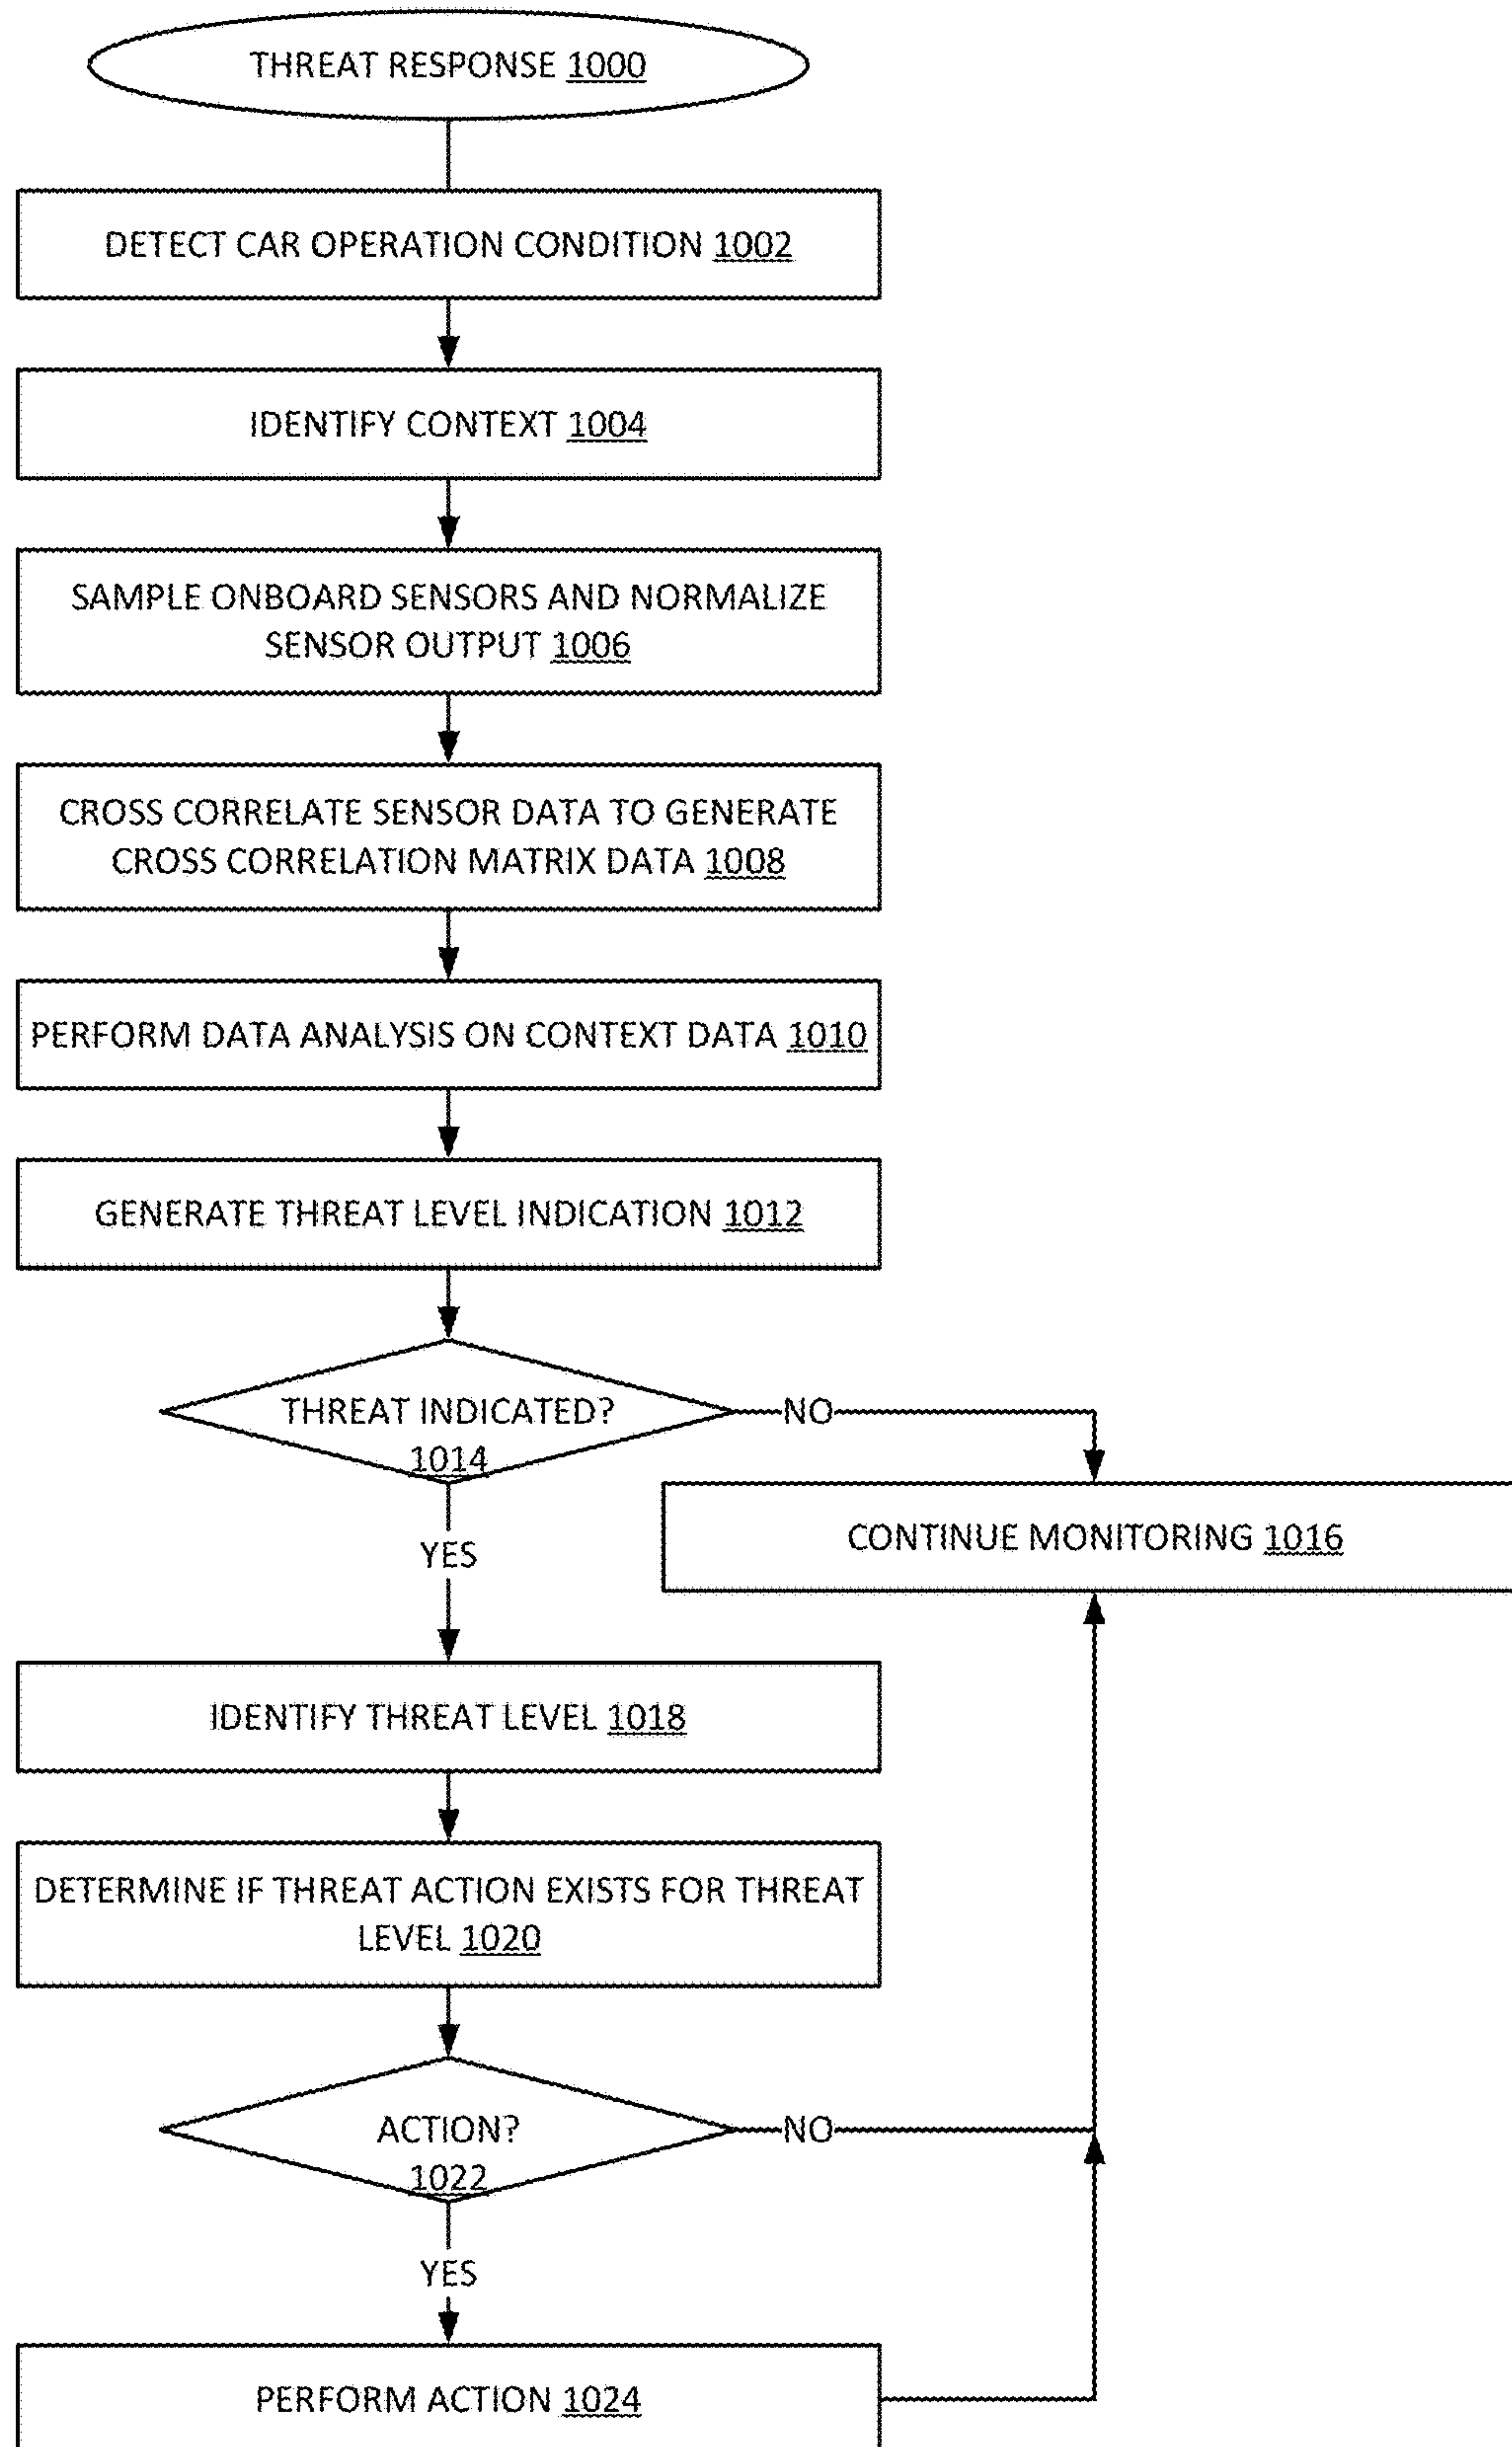 THREAT RESPONSE 1000
DETECT CAR OPERATION CONDITION 1002
IDENTIFY CONTEXT 1004
SAMPLE ONBOARD SENSORS AND NORMALIZE
SENSOR OUTPUT 1006
CROSS CORRELATE SENSOR DATA TO GENERATE
CROSS CORRELATION MATRIX DATA 1008
PERFORM DATA ANALYSIS ON CONTEXT DATA 1010
GENERATE THREAT LEVEL INDICATION 1012
THREAT INDICATED?
1014
NO
CONTINUE MONITORING 1016
YES
IDENTIFY THREAT LEVEL 1018
DETERMINE IF THREAT ACTION EXISTS FOR THREAT
LEVEL 1020
ACTION?
1022
NO
YES
PERFORM ACTION 1024